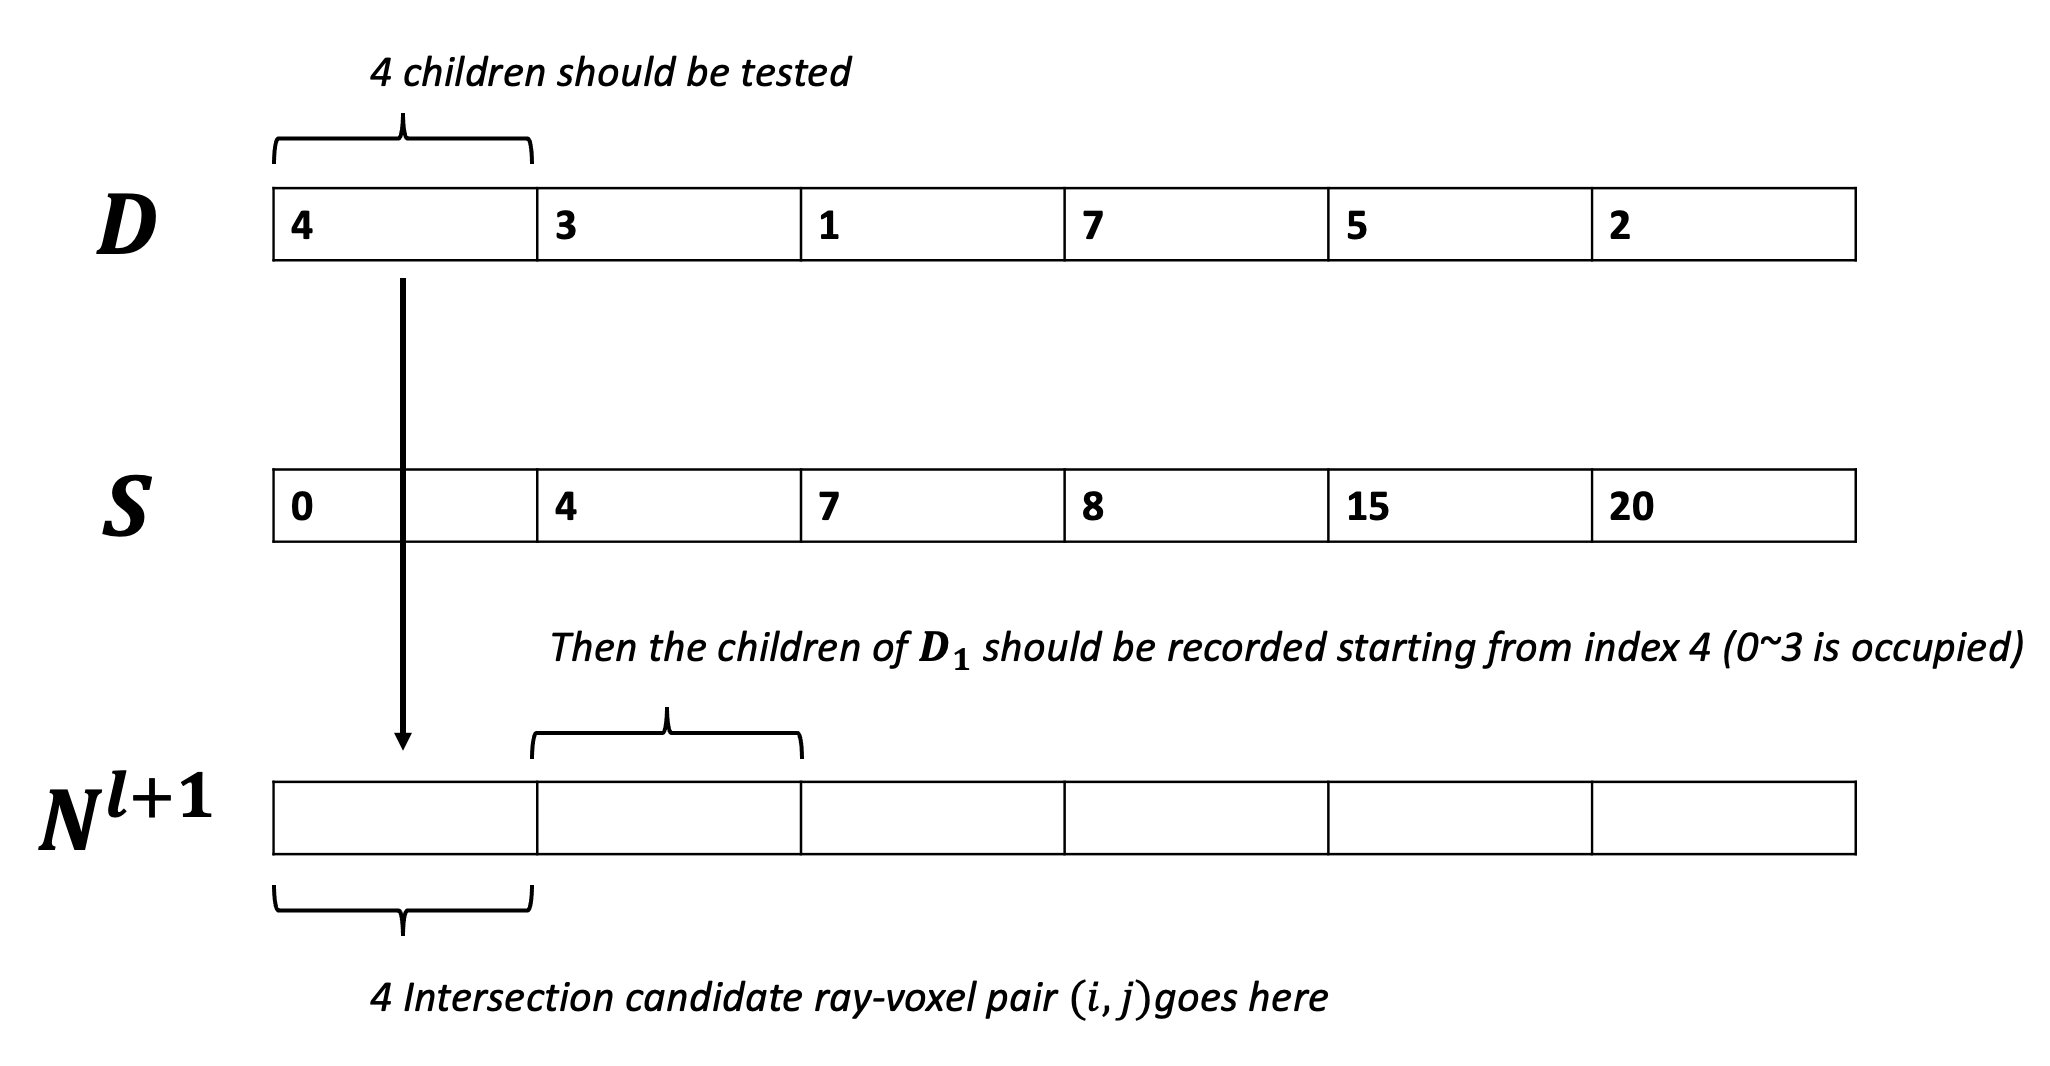 4 children should be tested
D 4 3 1 7 5 2
S 0 4 7 8 15 20
Then the children of D₁ should be recorded starting from index 4 (0~3 is occupied)
Nˡ⁺¹
4 Intersection candidate ray-voxel pair (i, j)goes here